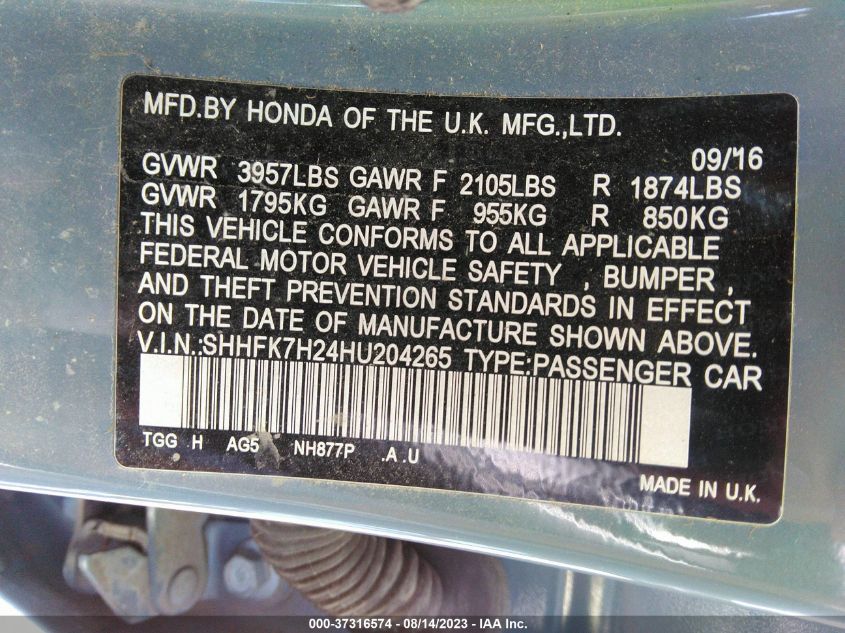 MFD.BY HONDA OF THE U.K. MFG.,LTD.
09/16
GVWR 3957LBS GAWR F 2105LBS R 1874LBS
GVWR 1795KG GAWR F 955KG R 850KG
THIS VEHICLE CONFORMS TO ALL APPLICABLE
FEDERAL MOTOR VEHICLE SAFETY , BUMPER ,
AND THEFT PREVENTION STANDARDS IN EFFECT
ON THE DATE OF MANUFACTURE SHOWN ABOVE.
V.I.N.:SHHFK7H24HU204265 TYPE:PASSENGER CAR
TGG H AG5 NH877P .A .U
MADE IN U.K.
000-37316574 / 08/14/2023 - IAA Inc.